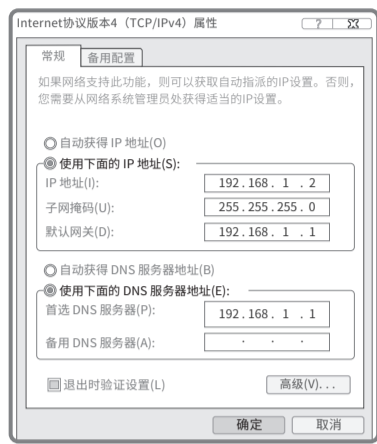 Internet协议版本4（TCP/IPv4）属性
常规
备用配置
如果网络支持此功能，则可以获取自动指派的IP设置。否则，
您需要从网络系统管理员处获得适当的IP设置。
自动获得 IP 地址(O)
使用下面的 IP 地址(S):
IP 地址(I): 192.168. 1 .2
子网掩码(U): 255.255.255.0
默认网关(D): 192.168. 1 .1
自动获得 DNS 服务器地址(B)
使用下面的 DNS 服务器地址(E):
首选 DNS 服务器(P): 192.168. 1 .1
备用 DNS 服务器(A): . . .
退出时验证设置(L)
高级(V)...
确定
取消